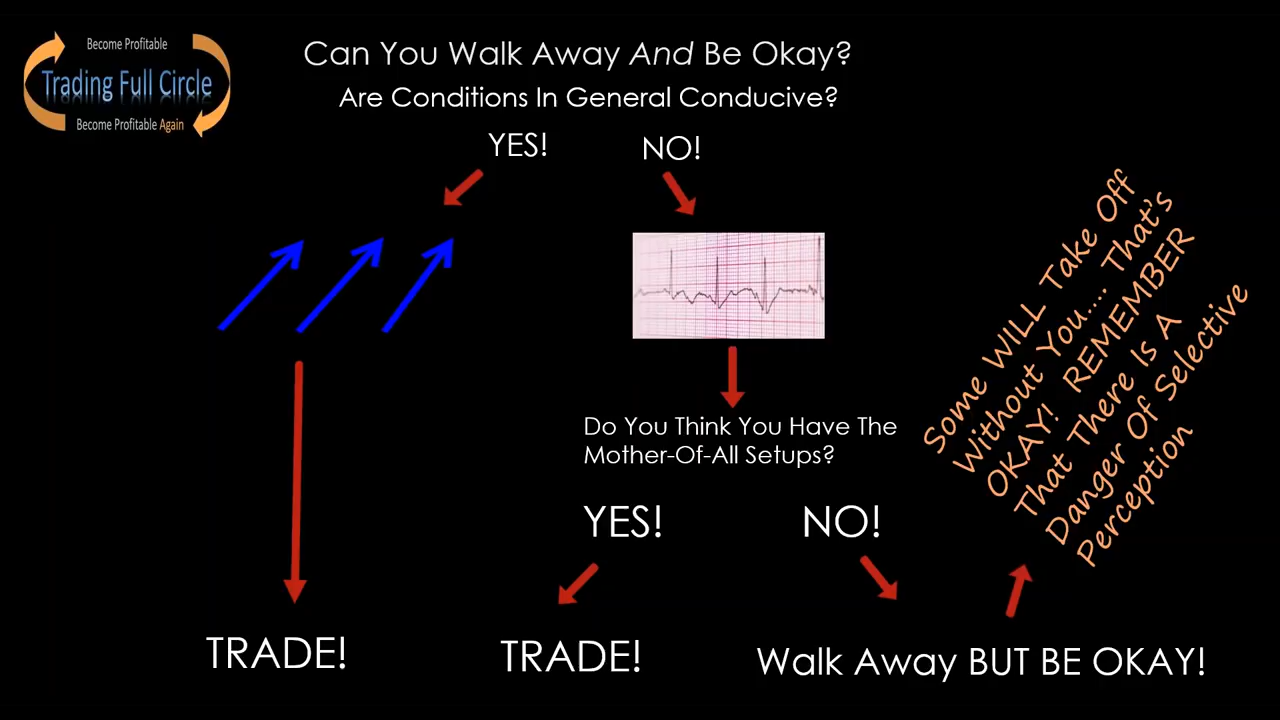 Become Profitable
Trading Full Circle
Become Profitable Again
Can You Walk Away And Be Okay?
Are Conditions In General Conducive?
YES!
NO!
Do You Think You Have The
Mother-Of-All Setups?
YES!
NO!
TRADE!
TRADE!
Walk Away BUT BE OKAY!
Some WILL Take Off
Without You.... That's
OKAY! REMEMBER
That There Is A
Danger Of Selective
Perception